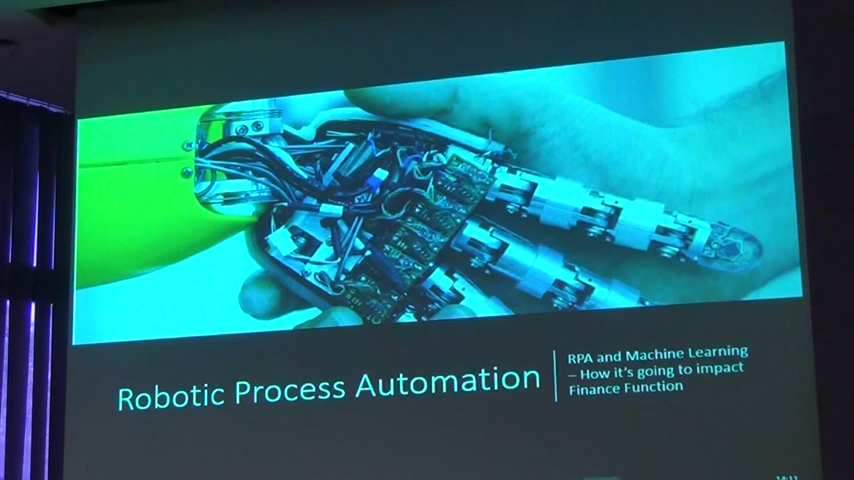 Robotic Process Automation
RPA and Machine Learning
– How it's going to impact
Finance Function